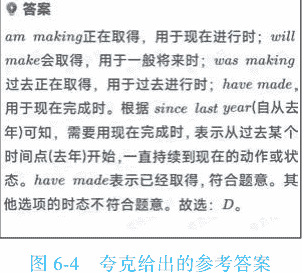 答案
am making正在取得，用于现在进行时；will
make会取得，用于一般将来时；was making
过去正在取得，用于过去进行时；have made，
用于现在完成时。根据 since last year(自从去
年)可知，需要用现在完成时，表示从过去某个
时间点(去年)开始，一直持续到现在的动作或状
态。have made表示已经取得，符合题意。其
他选项的时态不符合题意。故选：D。
图 6-4 夸克给出的参考答案